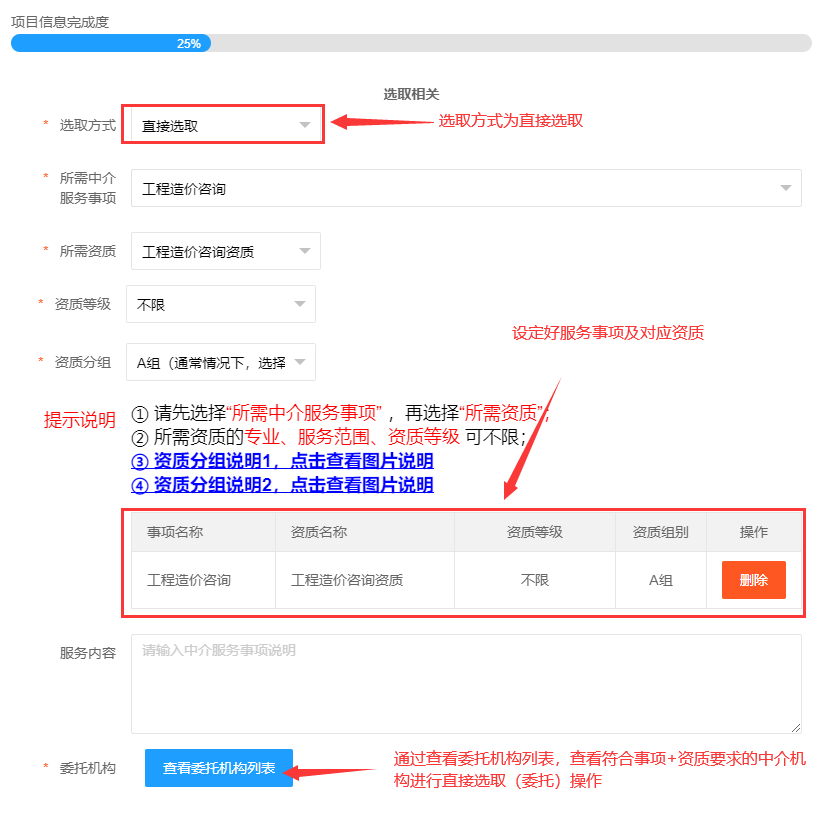 项目信息完成度
25%
选取相关
* 选取方式 直接选取 选取方式为直接选取
* 所需中介
服务事项 工程造价咨询
* 所需资质 工程造价咨询资质
* 资质等级 不限
设定好服务事项及对应资质
* 资质分组 A组（通常情况下，选择
提示说明 ① 请先选择“所需中介服务事项”，再选择“所需资质”；
② 所需资质的专业、服务范围、资质等级 可不限；
③ 资质分组说明1，点击查看图片说明
④ 资质分组说明2，点击查看图片说明
事项名称 资质名称 资质等级 资质组别 操作
工程造价咨询 工程造价咨询资质 不限 A组 删除
服务内容 请输入中介服务事项说明
* 委托机构 查看委托机构列表
通过查看委托机构列表，查看符合事项+资质要求的中介机
构进行直接选取（委托）操作